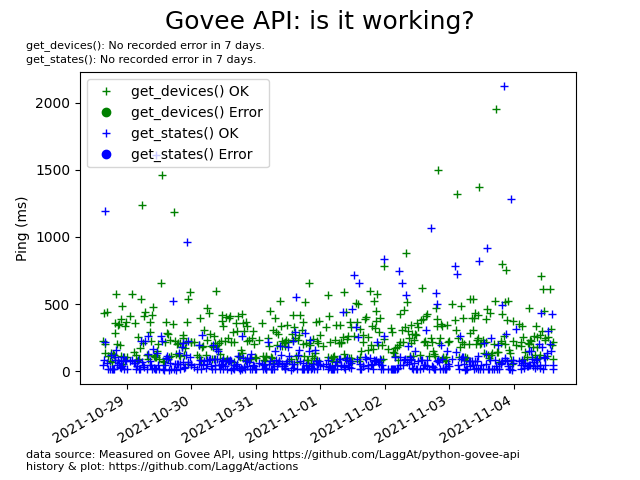 Govee API: is it working?
get_devices(): No recorded error in 7 days.
get_states(): No recorded error in 7 days.
get_devices() OK
get_devices() Error
get_states() OK
get_states() Error
Ping (ms)
2000
1500
1000
500
0
2021-10-29
2021-10-30
2021-10-31
2021-11-01
2021-11-02
2021-11-03
2021-11-04
data source: Measured on Govee API, using https://github.com/LaggAt/python-govee-api
history & plot: https://github.com/LaggAt/actions